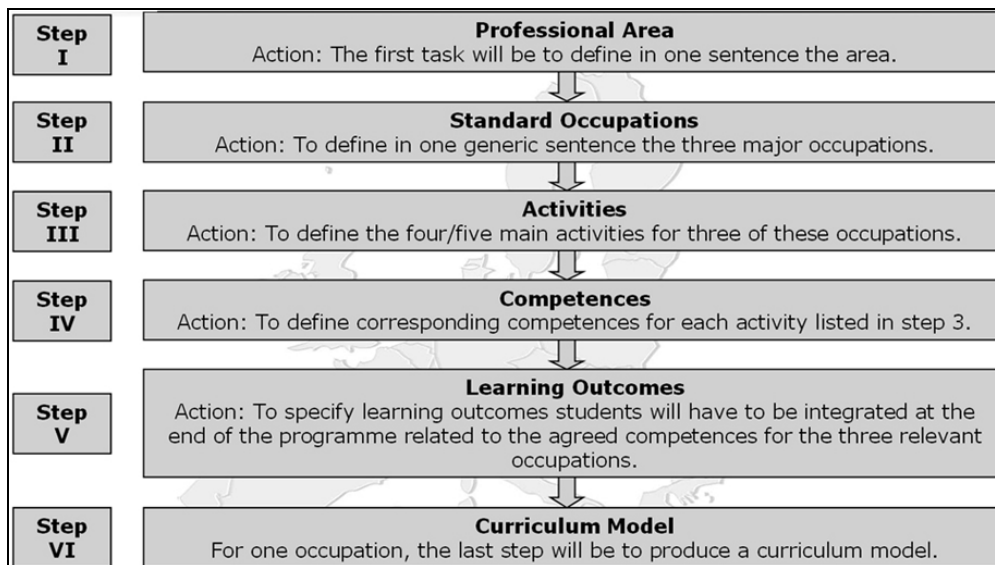 Step
I
Professional Area
Action: The first task will be to define in one sentence the area.
Step
II
Standard Occupations
Action: To define in one generic sentence the three major occupations.
Step
III
Activities
Action: To define the four/five main activities for three of these occupations.
Step
IV
Competences
Action: To define corresponding competences for each activity listed in step 3.
Step
V
Learning Outcomes
Action: To specify learning outcomes students will have to be integrated at the
end of the programme related to the agreed competences for the three relevant
occupations.
Step
VI
Curriculum Model
For one occupation, the last step will be to produce a curriculum model.